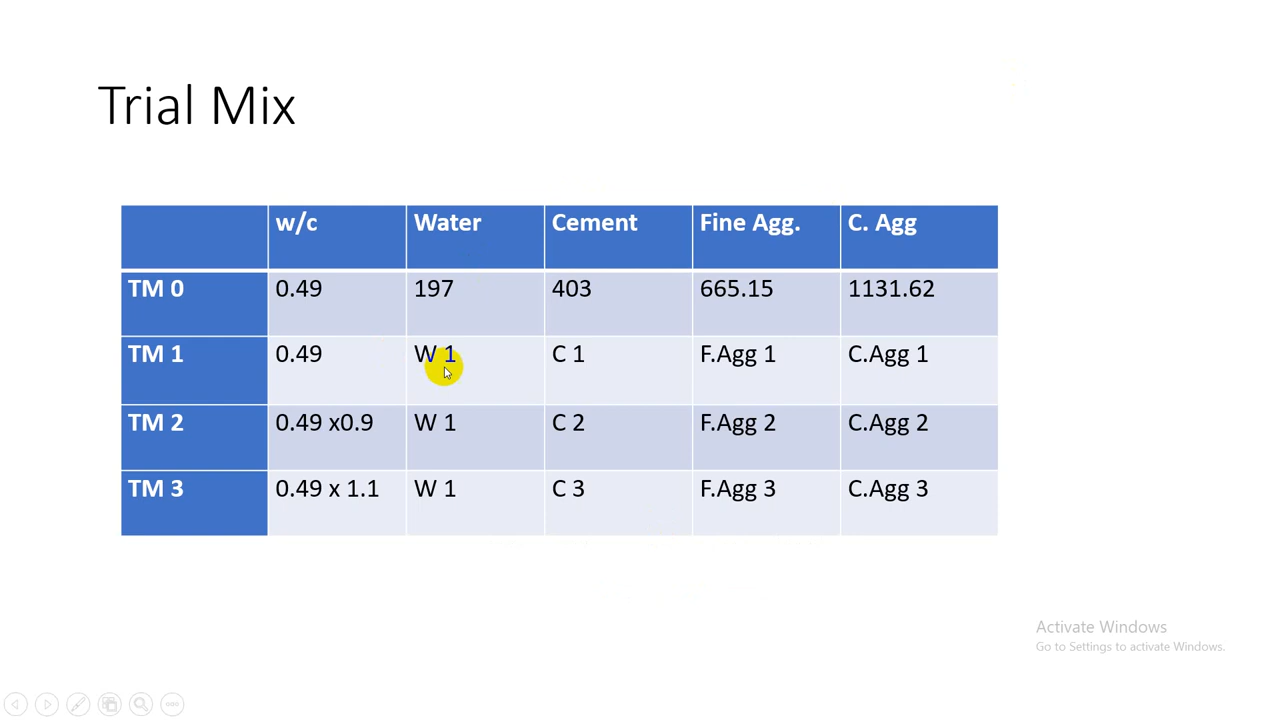 Trial Mix
w/c Water Cement Fine Agg. C. Agg
TM 0 0.49 197 403 665.15 1131.62
TM 1 0.49 W 1 C 1 F.Agg 1 C.Agg 1
TM 2 0.49 x0.9 W 1 C 2 F.Agg 2 C.Agg 2
TM 3 0.49 x 1.1 W 1 C 3 F.Agg 3 C.Agg 3
Activate Windows
Go to Settings to activate Windows.